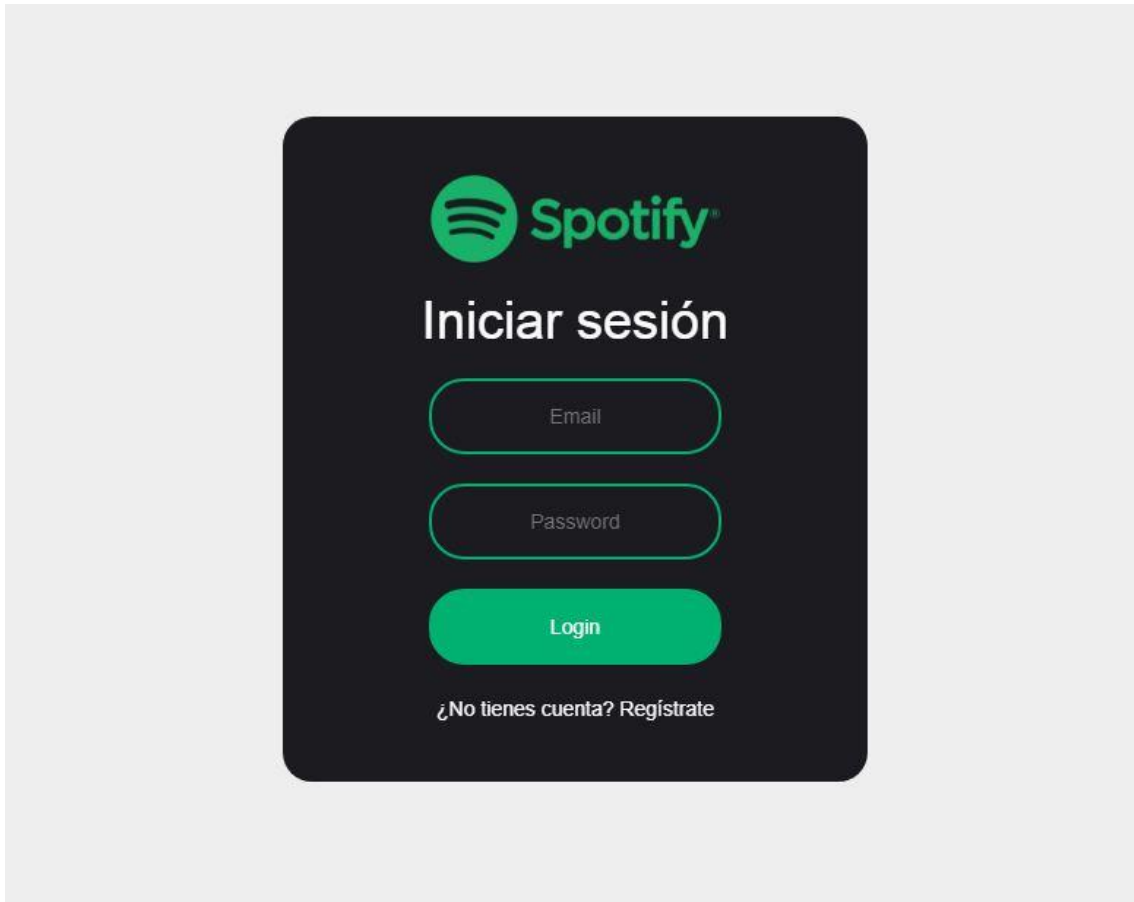 Spotify®
Iniciar sesión
Email
Password
Login
¿No tienes cuenta? Regístrate